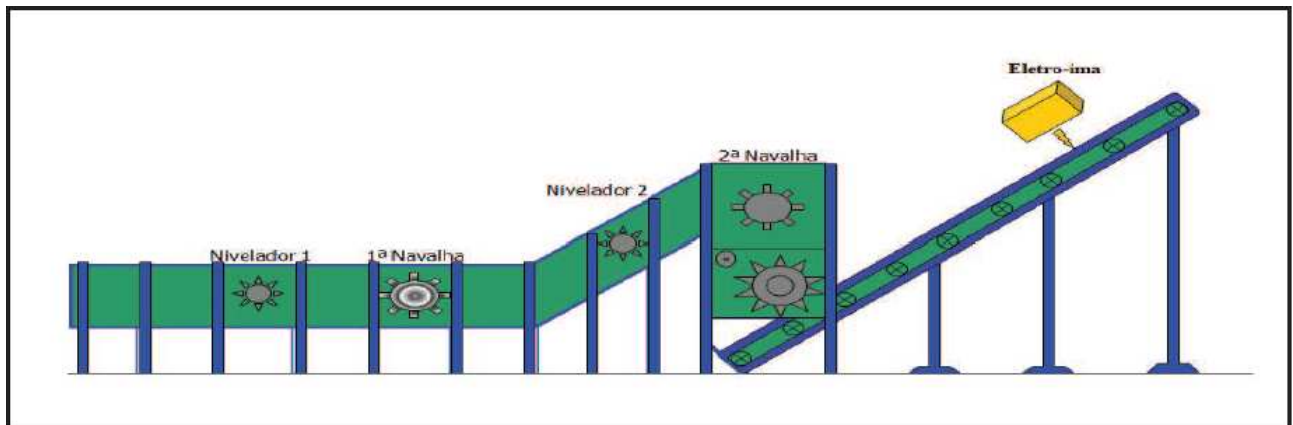 Eletro-ima
2ª Navalha
Nivelador 2
Nivelador 1
1ª Navalha